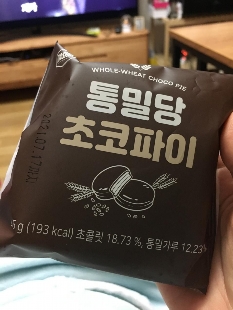 WHOLE-WHEAT CHOCO PIE
통밀당
초코파이
5 g (193 kcal) 초콜릿 18.73 %, 통밀가루 12.23%